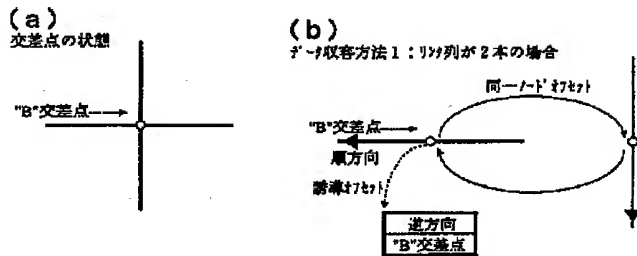 (a)
交差点の状態
"B"交差点
(b)
ﾃﾞｰﾀ収容方法1:ﾘﾝｸ列が2本の場合
同一ﾉｰﾄﾞｵﾌｾｯﾄ
"B"交差点
順方向
誘導ｵﾌｾｯﾄ
逆方向
"B"交差点